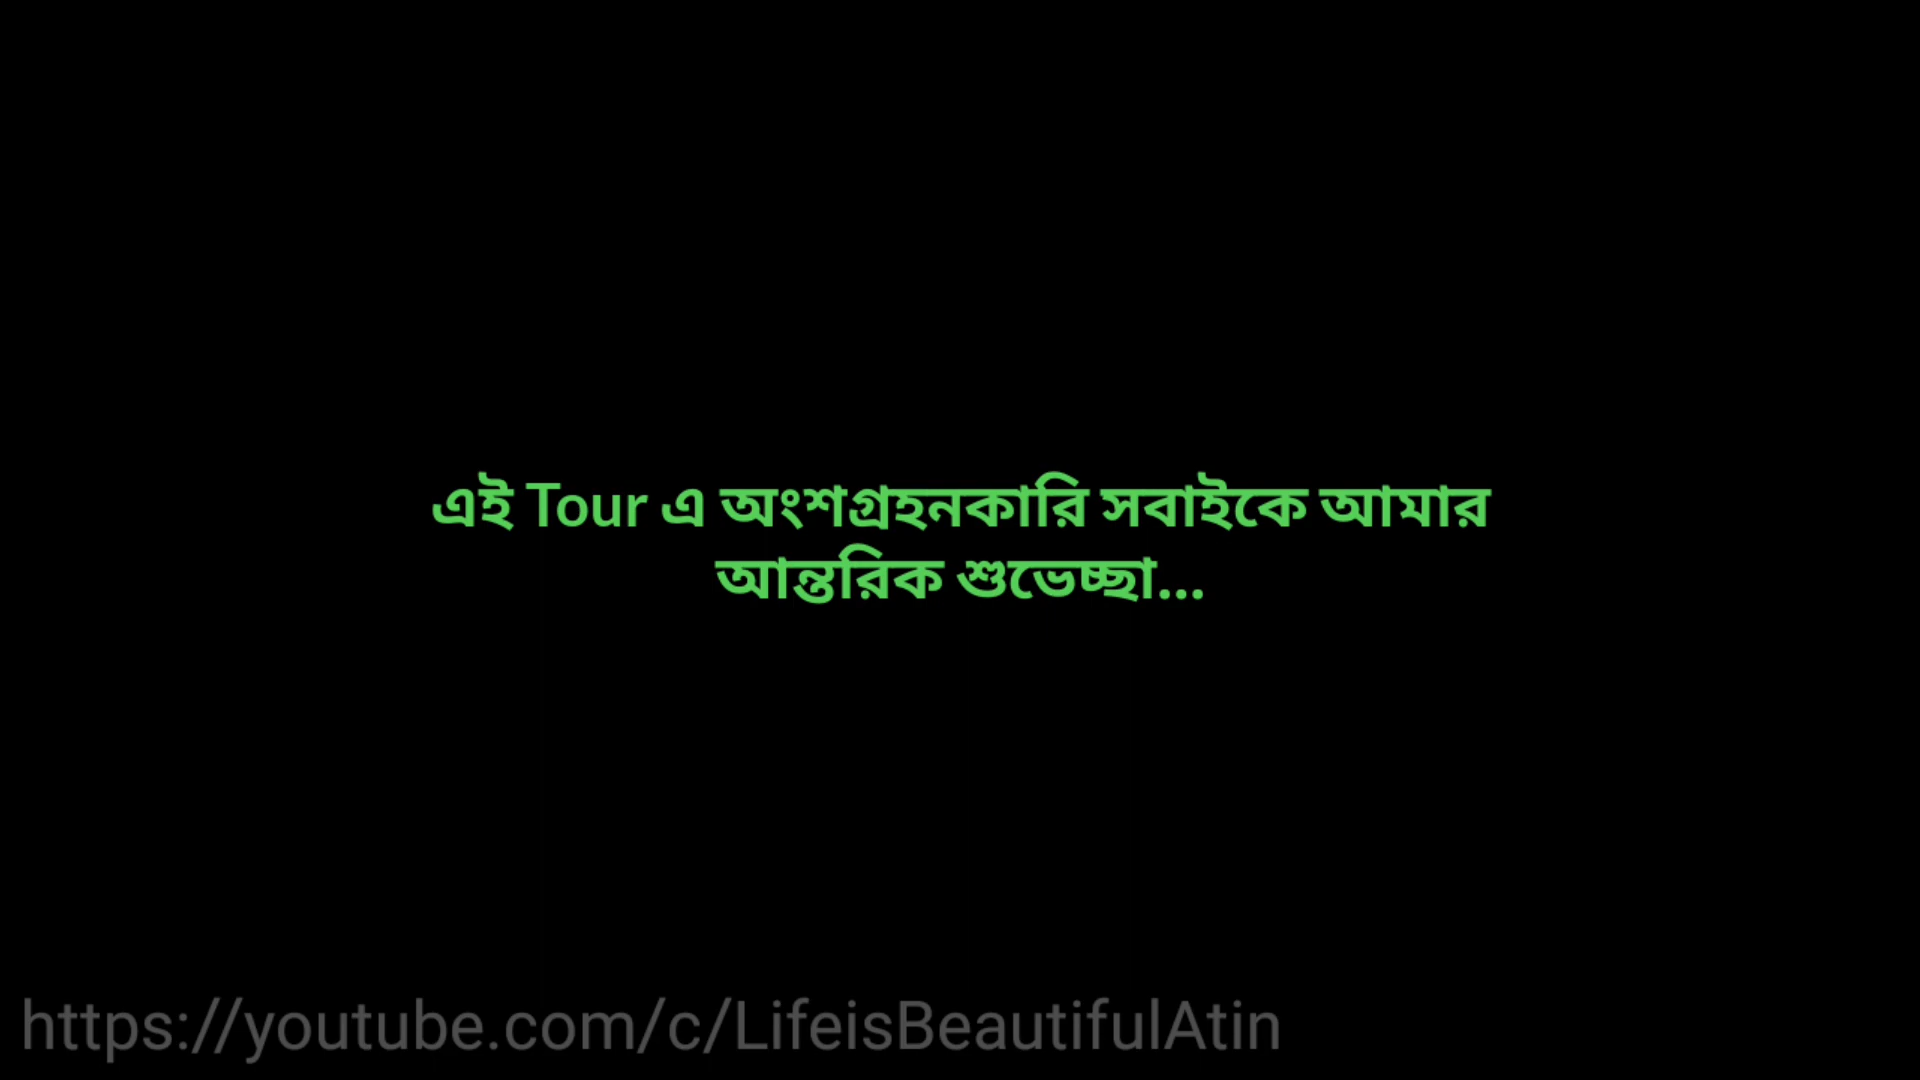 এই Tour এ অংশগ্রহনকারি সবাইকে আমার
আন্তরিক শুভেচ্ছা...
https://youtube.com/c/LifeisBeautifulAtin